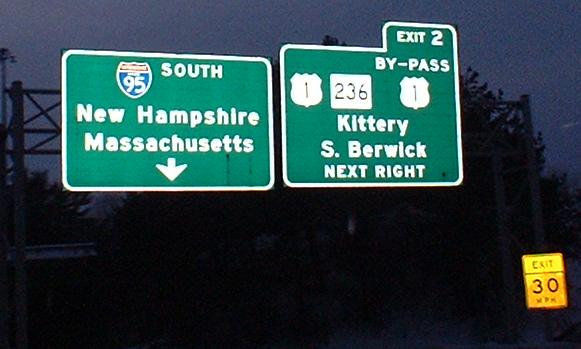 95 SOUTH
New Hampshire
Massachusetts
EXIT 2
BY-PASS
1 236 1
Kittery
S. Berwick
NEXT RIGHT
EXIT
30
MPH